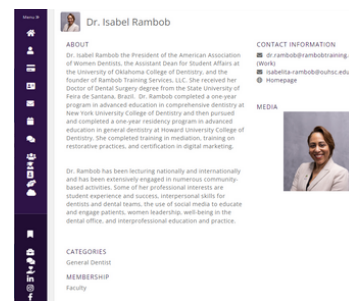 Menu
Dr. Isabel Rambob
ABOUT
Dr. Isabel Rambob the President of the American Association
of Women Dentists, the Assistant Dean for Student Affairs at
the University of Oklahoma College of Dentistry, and the
founder of Rambob Training Services, LLC. She received her
Doctor of Dental Surgery degree from the State University of
Feira de Santana, Brazil. Dr. Rambob completed a one-year
program in advanced education in comprehensive dentistry at
New York University College of Dentistry and then pursued
and completed a one-year residency program in advanced
education in general dentistry at Howard University College of
Dentistry. She completed training in mediation, training on
restorative practices, and certification in digital marketing.
Dr. Rambob has been lecturing nationally and internationally
and has been extensively engaged in numerous community-
based activities. Some of her professional interests are
student experience and success, interpersonal skills for
dentists and dental teams, the use of social media to educate
and engage patients, women leadership, well-being in the
dental office, and interprofessional education and practice.
CATEGORIES
General Dentist
MEMBERSHIP
Faculty
CONTACT INFORMATION
dr.rambob@rambobtraining.
(Work)
isabelita-rambob@ouhsc.edu
Homepage
MEDIA